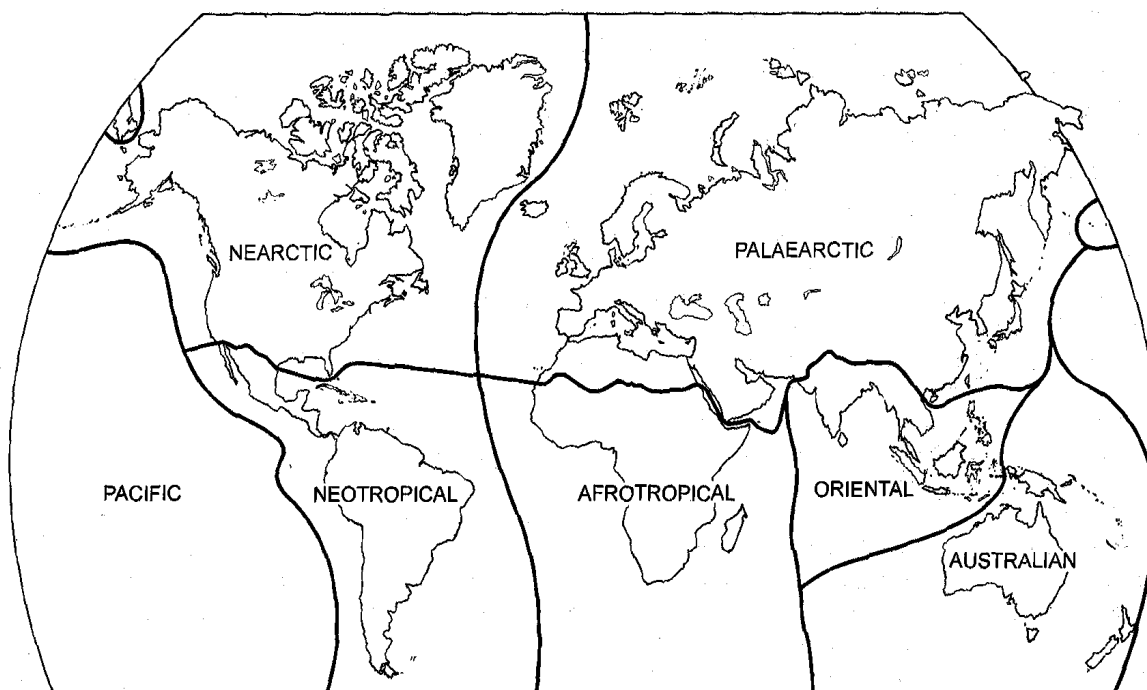 NEARCTIC
PALAEARCTIC
PACIFIC
NEOTROPICAL
AFROTROPICAL
ORIENTAL
AUSTRALIAN